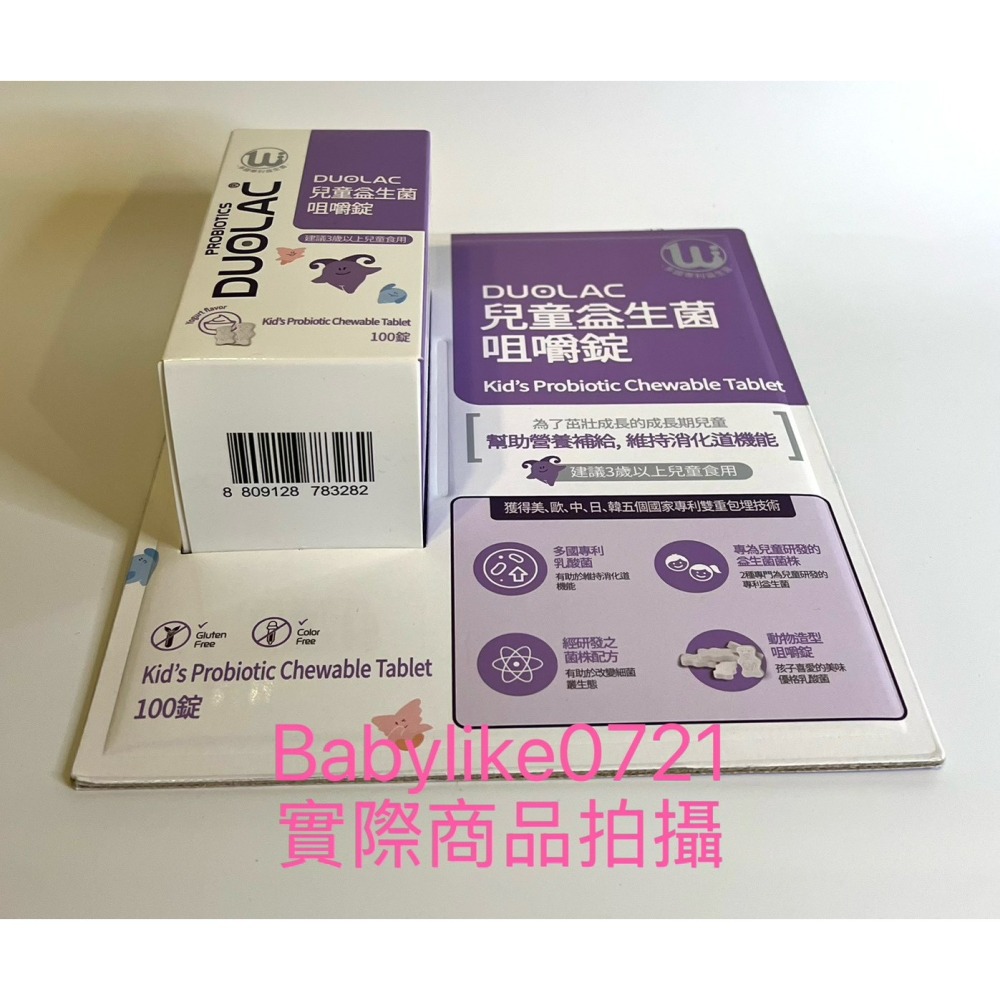 PROBIOTICS
DUOLAC®
DUOLAC
兒童益生菌
咀嚼錠
建議3歲以上兒童食用
Yogurt flavor
Kid's Probiotic Chewable Tablet
100錠
8 809128 783282
DUOLAC
兒童益生菌
咀嚼錠
Kid's Probiotic Chewable Tablet
為了茁壯成長的成長期兒童
幫助營養補給, 維持消化道機能
建議3歲以上兒童食用
獲得美、歐、中、日、韓五個國家專利雙重包埋技術
多國專利
乳酸菌
有助於維持消化道
機能
專為兒童研發的
益生菌菌株
2種專門為兒童研發的
專利益生菌
經研發之
菌株配方
有助於改變細菌
叢生態
動物造型
咀嚼錠
孩子喜愛的美味
優格乳酸菌
Gluten
Free
Color
Free
Kid's Probiotic Chewable Tablet
100錠
Babylike0721
實際商品拍攝